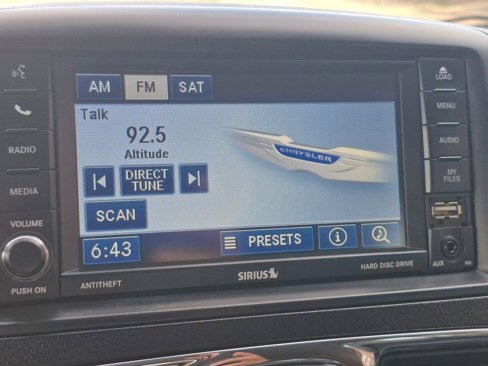 AM FM SAT
Talk
92.5
Altitude
DIRECT
TUNE
SCAN
6:43
PRESETS
CHRYSLER
RADIO
MEDIA
VOLUME
PUSH ON
ANTITHEFT
SIRIUS
HARD DISC DRIVE
LOAD
MENU
AUDIO
MY
FILES
AUX
REC